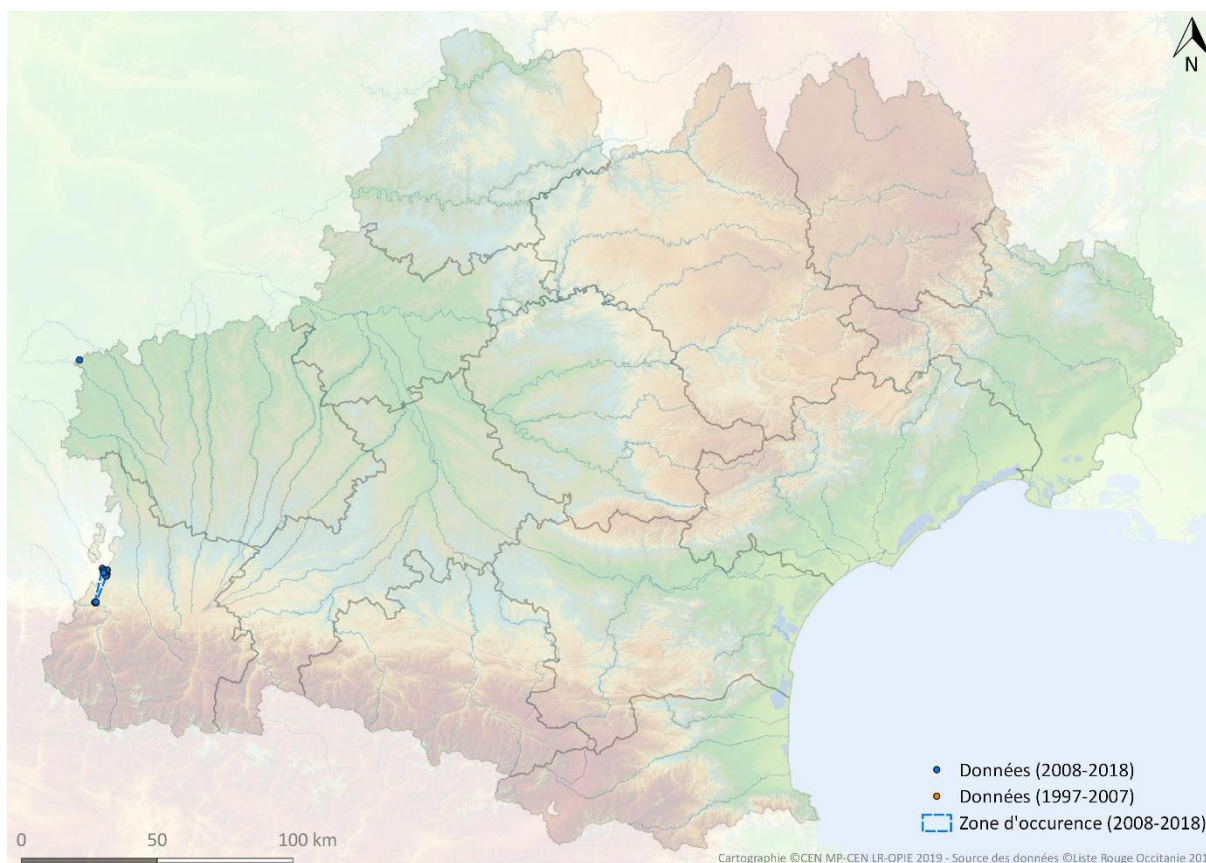 N
Données (2008-2018)
Données (1997-2007)
Zone d'occurence (2008-2018)
0 50 100 km
Cartographie ©CEN MP-CEN LR-OPIE 2019 - Source des données ©Liste Rouge Occitanie 201